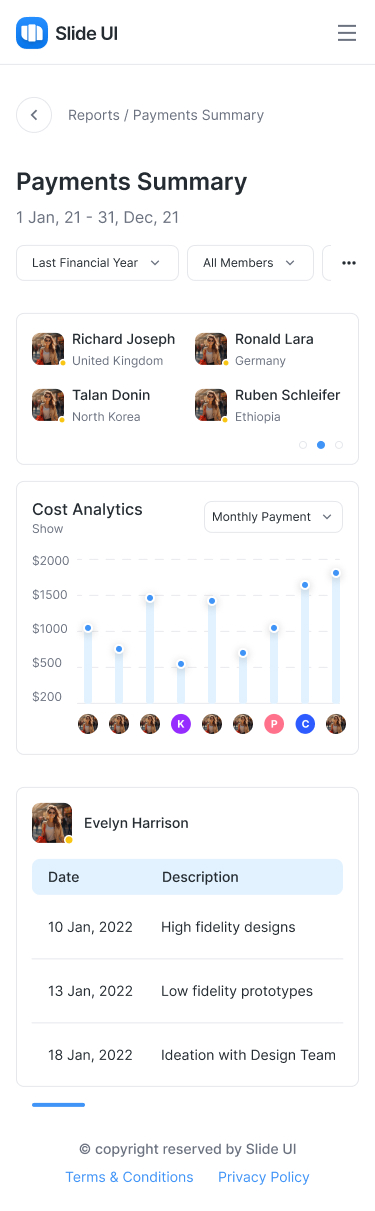 Slide UI
Reports / Payments Summary
Payments Summary
1 Jan, 21 - 31, Dec, 21
Last Financial Year
All Members
Richard Joseph
United Kingdom
Ronald Lara
Germany
Talan Donin
North Korea
Ruben Schleifer
Ethiopia
Cost Analytics
Show
Monthly Payment
$2000
$1500
$1000
$500
$200
K P C
Evelyn Harrison
Date Description
10 Jan, 2022 High fidelity designs
13 Jan, 2022 Low fidelity prototypes
18 Jan, 2022 Ideation with Design Team
© copyright reserved by Slide UI
Terms & Conditions Privacy Policy